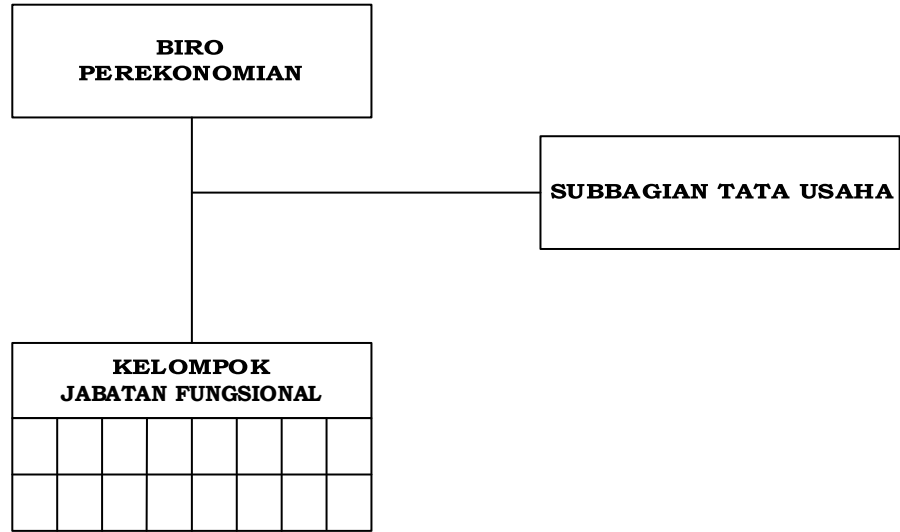 BIRO
PEREKONOMIAN
SUBBAGIAN TATA USAHA
KELOMPOK
JABATAN FUNGSIONAL